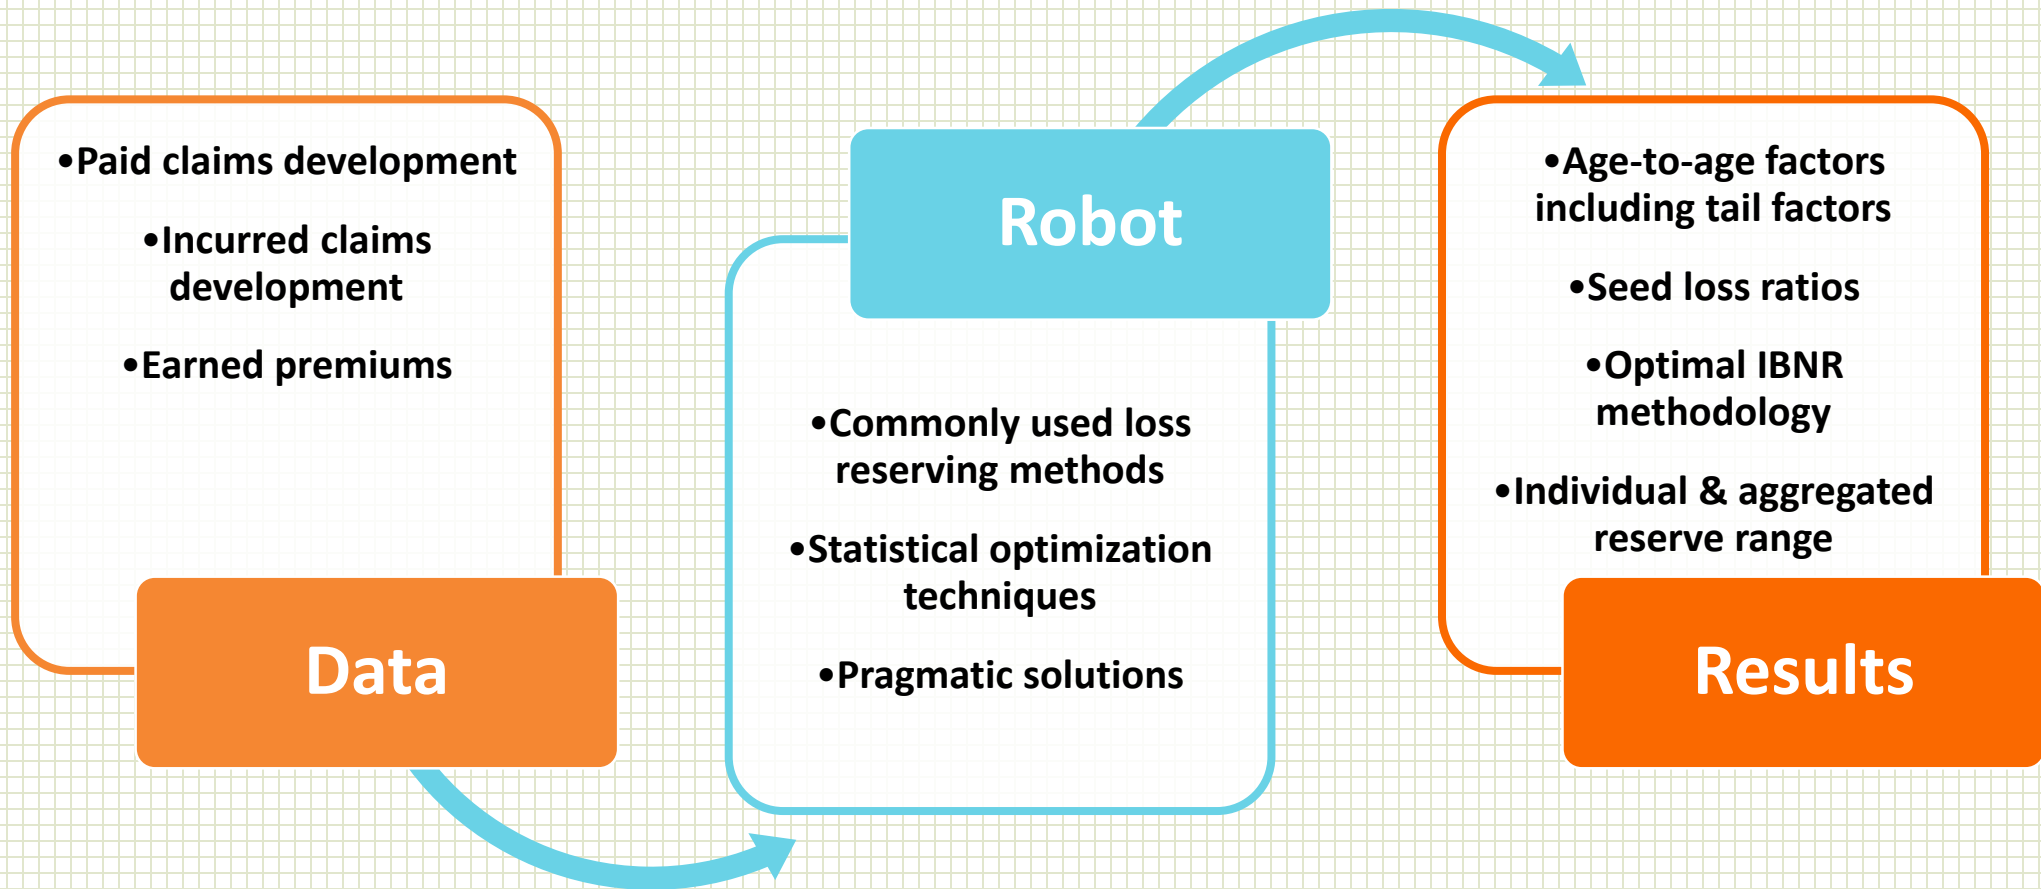 •Paid claims development
•Incurred claims
development
•Earned premiums
Data
Robot
•Commonly used loss
reserving methods
•Statistical optimization
techniques
•Pragmatic solutions
•Age-to-age factors
including tail factors
•Seed loss ratios
•Optimal IBNR
methodology
•Individual & aggregated
reserve range
Results